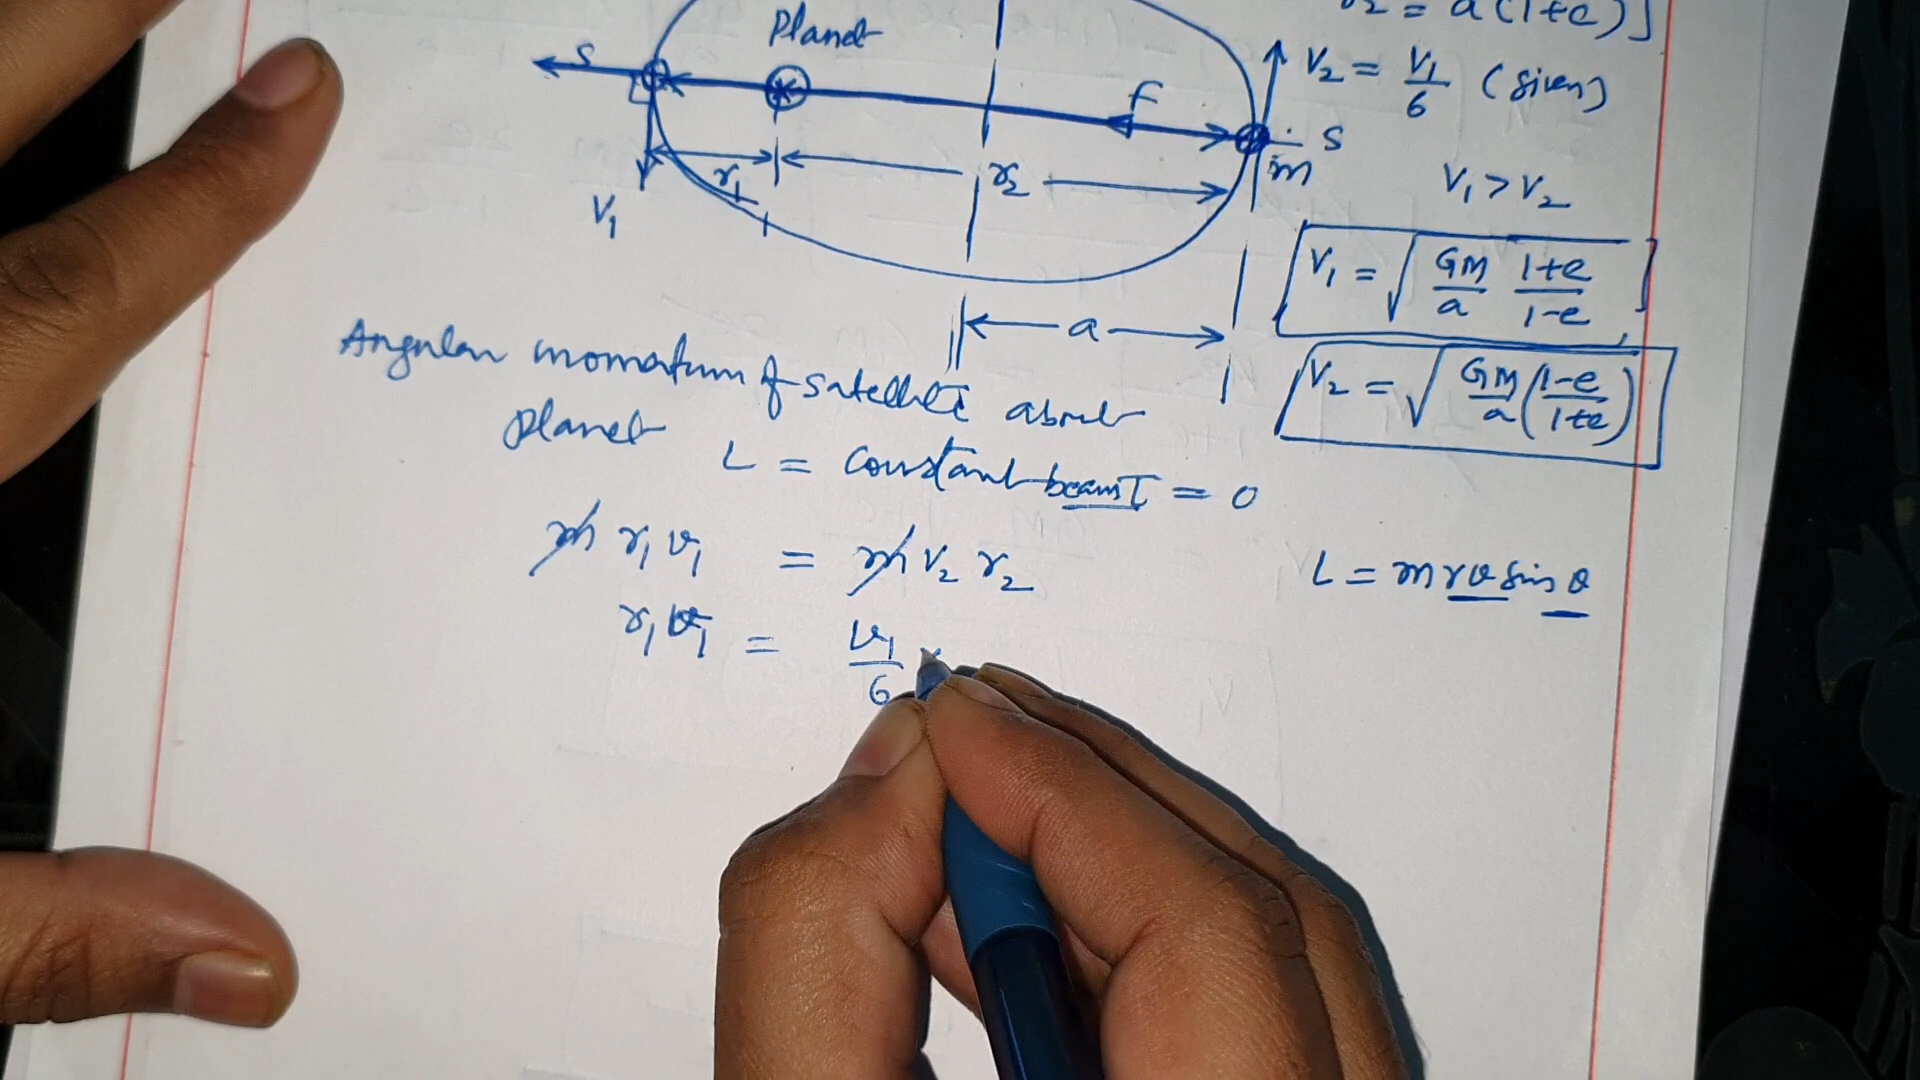 r2 = a(1+e)]
Planet
S
F
V2 = V1/6 (given)
S
m
r1
r2
V1
V1 > V2
V1 = √(GM/a 1+e/1-e)
a
V2 = √(GM/a (1-e/1+e))
Angular momentum of satellite about
planet
L = constant because τ = 0
m r1 v1 = m v2 r2
L = m r v sin θ
r1 v1 = v1/6